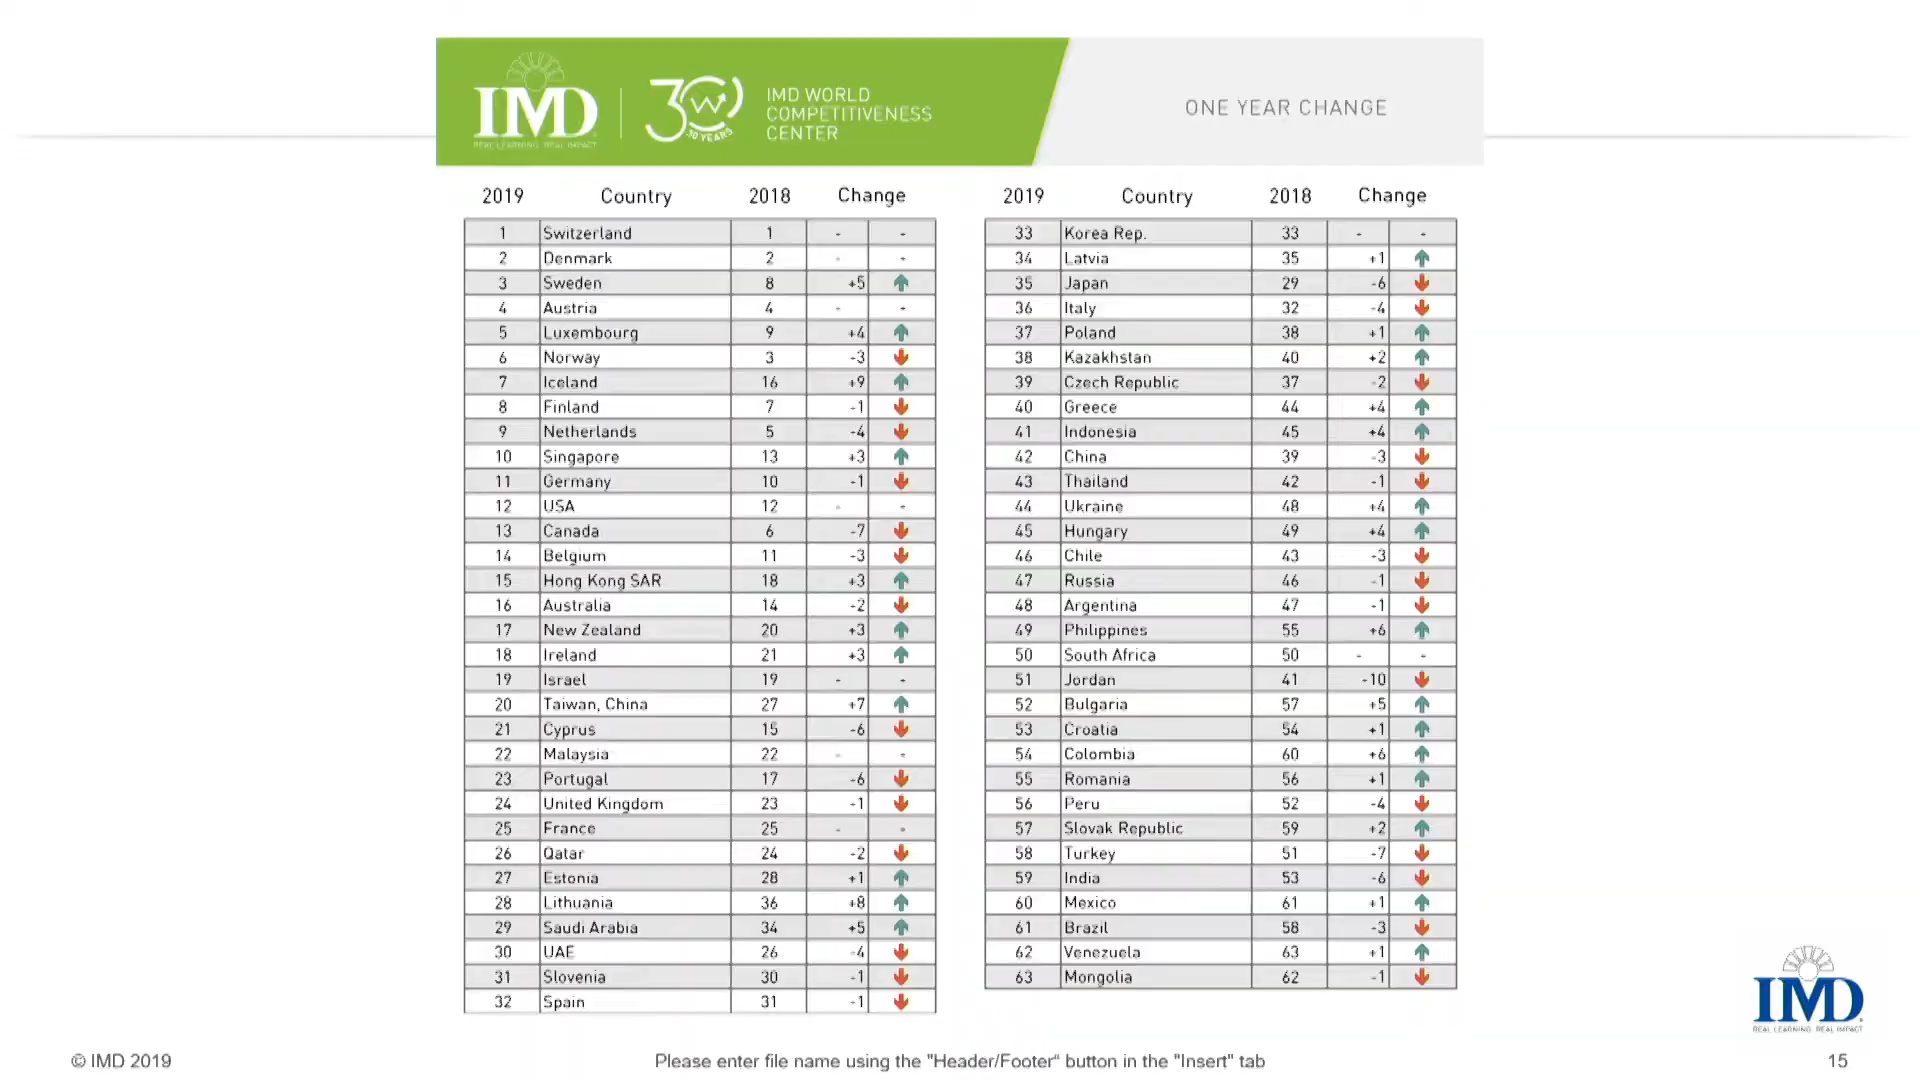 IMD
REAL LEARNING. REAL IMPACT
30 YEARS
IMD WORLD
COMPETITIVENESS
CENTER
ONE YEAR CHANGE
2019 Country 2018 Change
1 Switzerland 1 - -
2 Denmark 2 - -
3 Sweden 8 +5
4 Austria 4 - -
5 Luxembourg 9 +4
6 Norway 3 -3
7 Iceland 16 +9
8 Finland 7 -1
9 Netherlands 5 -4
10 Singapore 13 +3
11 Germany 10 -1
12 USA 12 - -
13 Canada 6 -7
14 Belgium 11 -3
15 Hong Kong SAR 18 +3
16 Australia 14 -2
17 New Zealand 20 +3
18 Ireland 21 +3
19 Israel 19 - -
20 Taiwan, China 27 +7
21 Cyprus 15 -6
22 Malaysia 22 - -
23 Portugal 17 -6
24 United Kingdom 23 -1
25 France 25 - -
26 Qatar 24 -2
27 Estonia 28 +1
28 Lithuania 36 +8
29 Saudi Arabia 34 +5
30 UAE 26 -4
31 Slovenia 30 -1
32 Spain 31 -1
2019 Country 2018 Change
33 Korea Rep. 33 - -
34 Latvia 35 +1
35 Japan 29 -6
36 Italy 32 -4
37 Poland 38 +1
38 Kazakhstan 40 +2
39 Czech Republic 37 -2
40 Greece 44 +4
41 Indonesia 45 +4
42 China 39 -3
43 Thailand 42 -1
44 Ukraine 48 +4
45 Hungary 49 +4
46 Chile 43 -3
47 Russia 46 -1
48 Argentina 47 -1
49 Philippines 55 +6
50 South Africa 50 - -
51 Jordan 41 -10
52 Bulgaria 57 +5
53 Croatia 54 +1
54 Colombia 60 +6
55 Romania 56 +1
56 Peru 52 -4
57 Slovak Republic 59 +2
58 Turkey 51 -7
59 India 53 -6
60 Mexico 61 +1
61 Brazil 58 -3
62 Venezuela 63 +1
63 Mongolia 62 -1
IMD
REAL LEARNING. REAL IMPACT
© IMD 2019
Please enter file name using the "Header/Footer“ button in the "Insert" tab
15